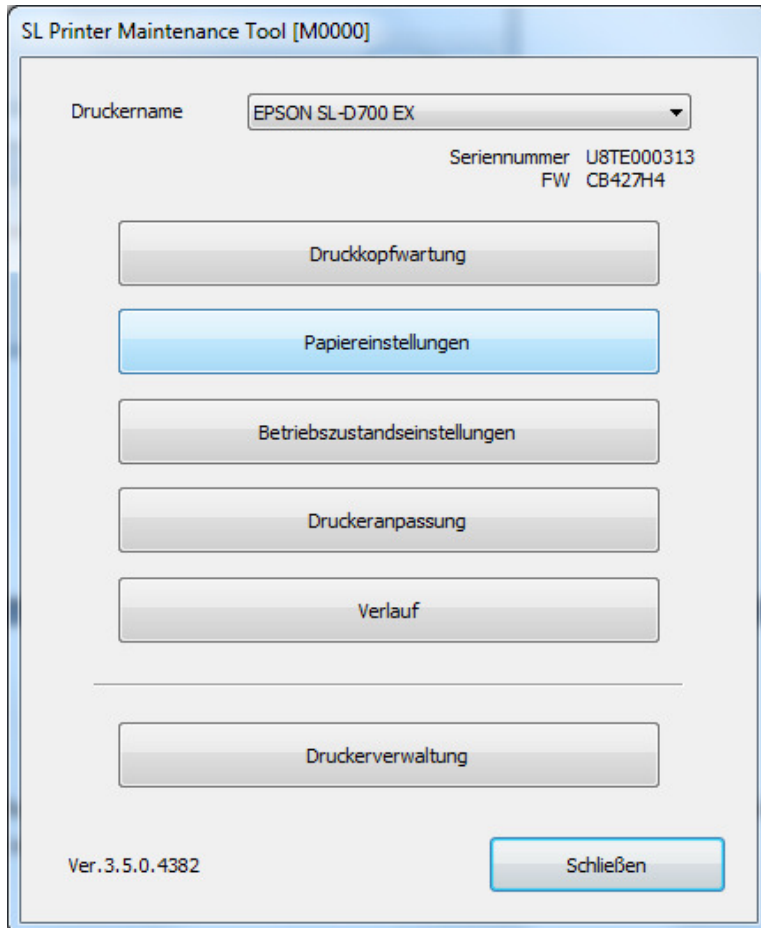 SL Printer Maintenance Tool [M0000]
Druckername EPSON SL-D700 EX
Seriennummer U8TE000313
FW CB427H4
Druckkopfwartung
Papiereinstellungen
Betriebszustandseinstellungen
Druckeranpassung
Verlauf
Druckerverwaltung
Ver.3.5.0.4382 Schließen